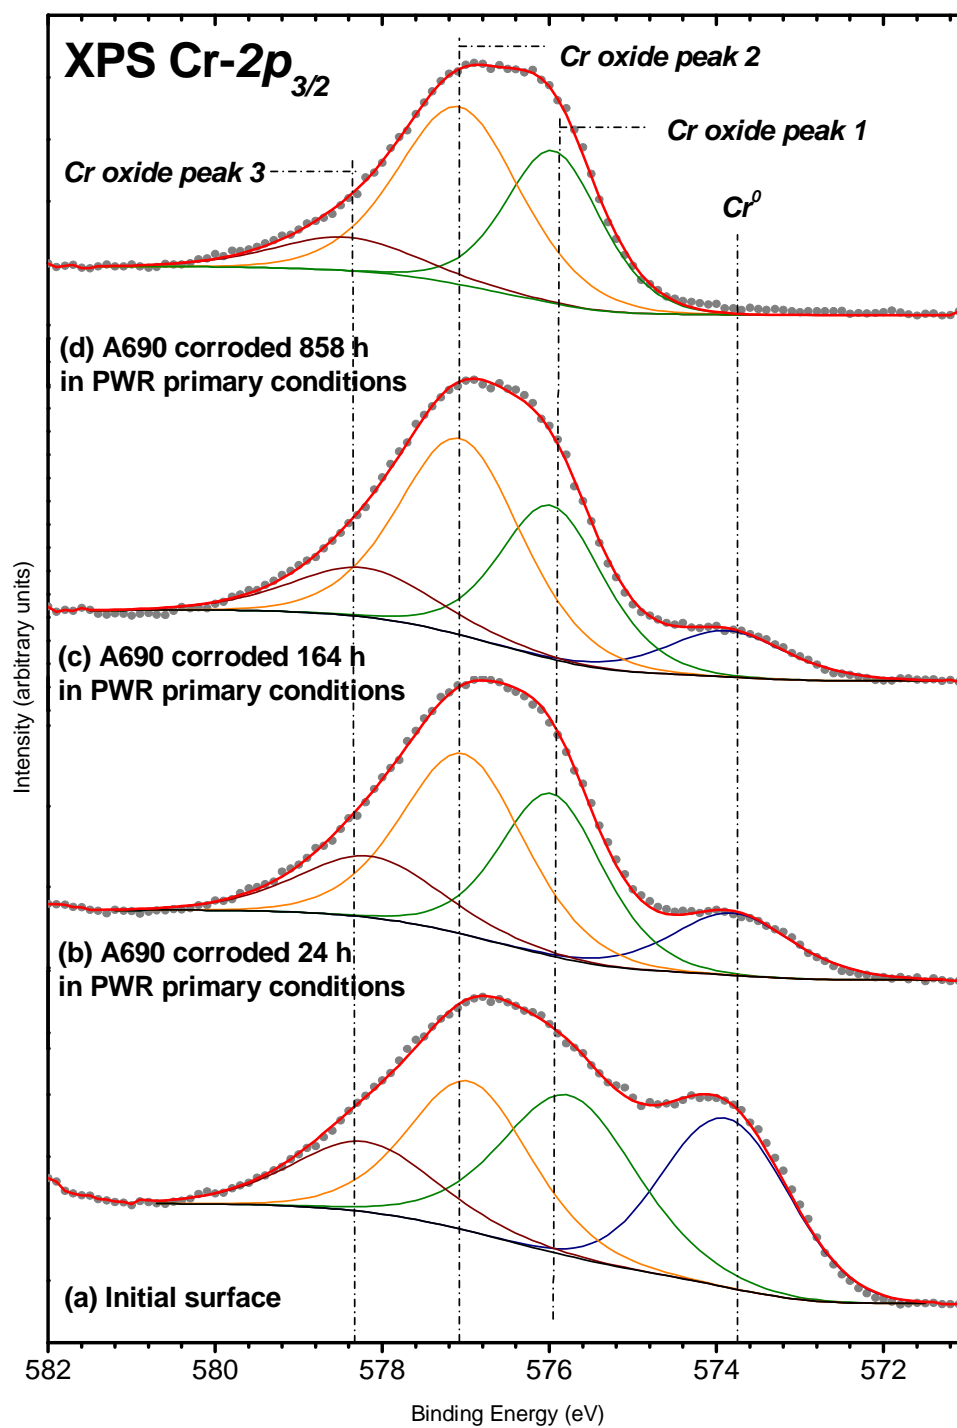 XPS Cr-2p3/2
Cr oxide peak 2
Cr oxide peak 1
Cr oxide peak 3
Cr0
(d) A690 corroded 858 h
in PWR primary conditions
(c) A690 corroded 164 h
in PWR primary conditions
(b) A690 corroded 24 h
in PWR primary conditions
(a) Initial surface
Intensity (arbitrary units)
582 580 578 576 574 572
Binding Energy (eV)